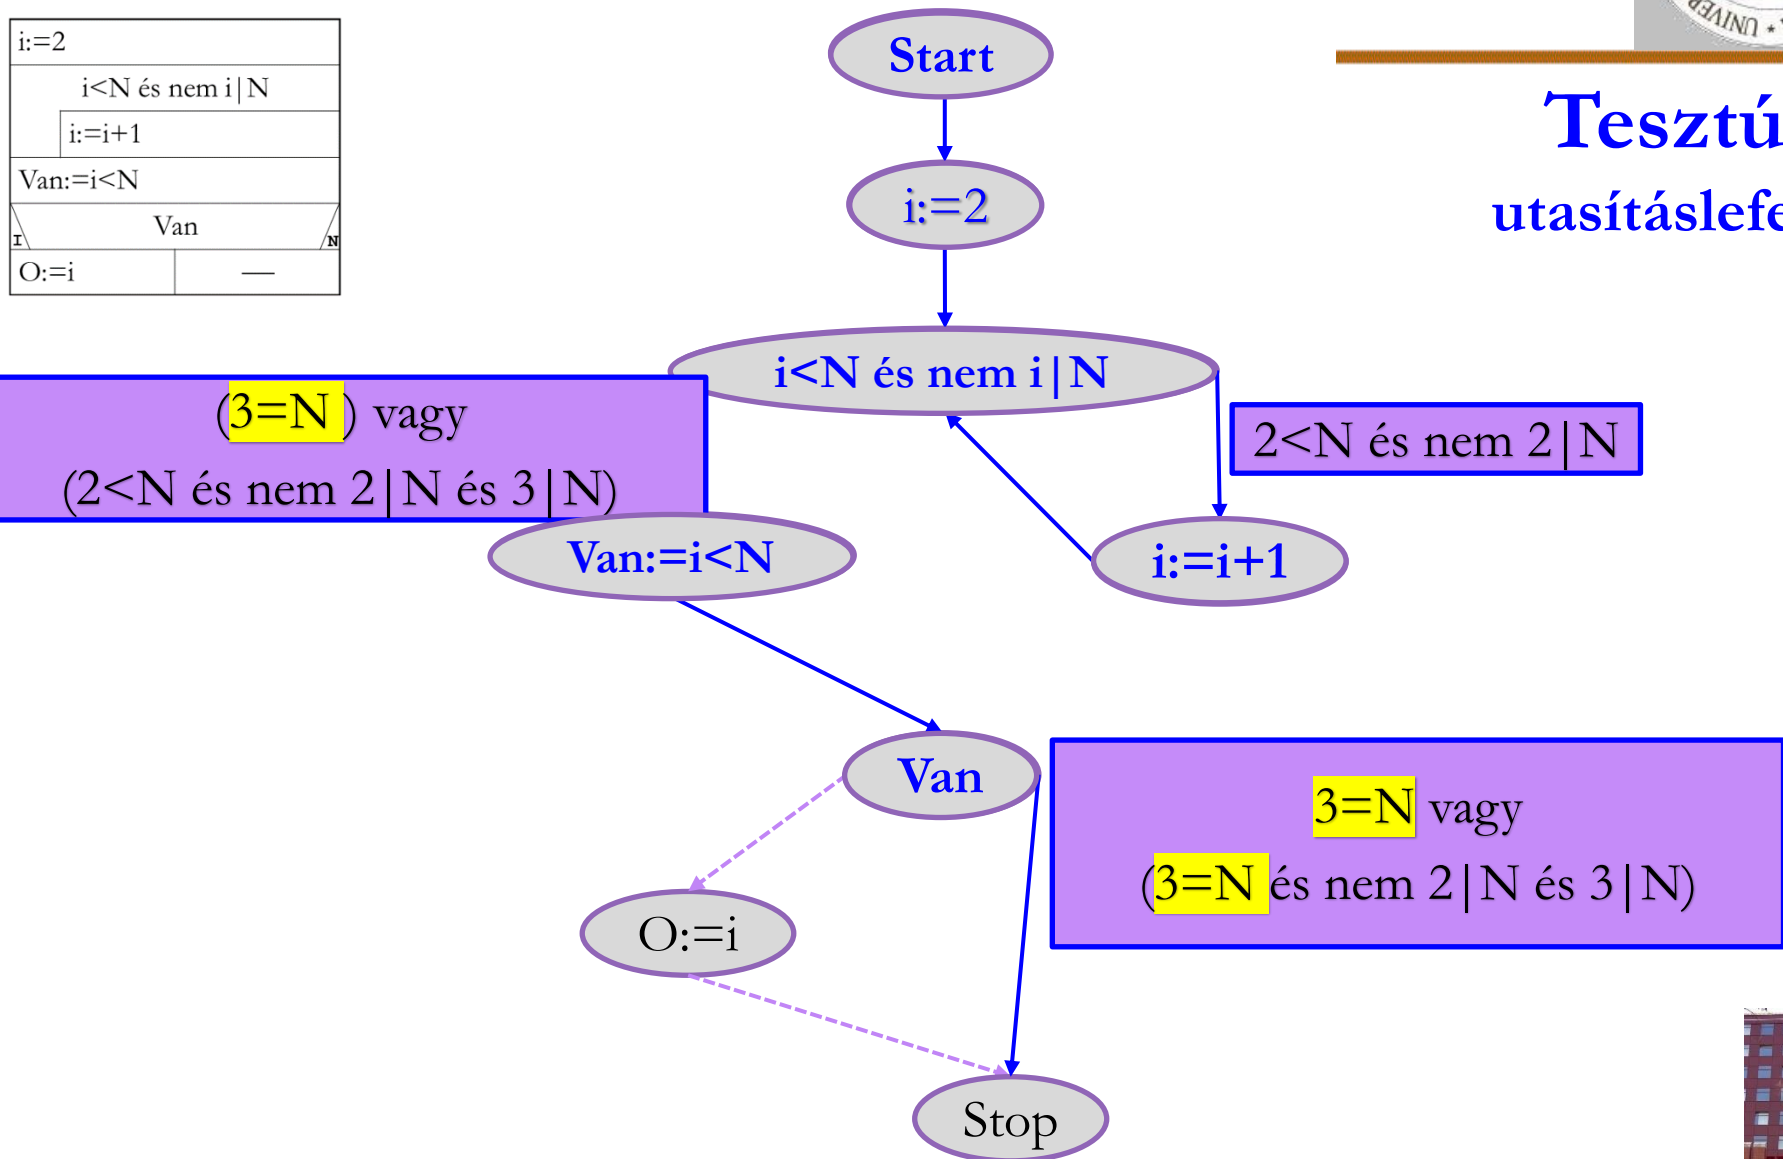 i:=2
i<N és nem i|N
i:=i+1
Van:=i<N
Van
I
N
O:=i
—
Start
i:=2
i<N és nem i|N
(3=N ) vagy
(2<N és nem 2|N és 3|N)
2<N és nem 2|N
Van:=i<N
i:=i+1
Van
3=N vagy
(3=N és nem 2|N és 3|N)
O:=i
Stop
Tesztú
utasításlefe
UNIVER